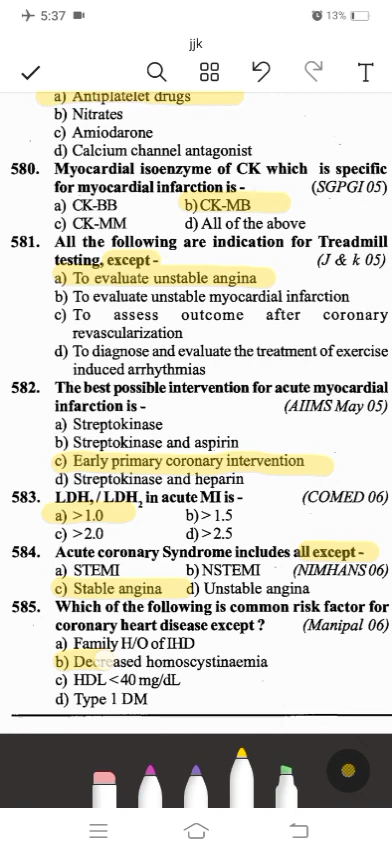 5:37 13%
jjk
T
a) Antiplatelet drugs
b) Nitrates
c) Amiodarone
d) Calcium channel antagonist
580. Myocardial isoenzyme of CK which is specific
for myocardial infarction is - (SGPGI 05)
a) CK-BB b) CK-MB
c) CK-MM d) All of the above
581. All the following are indication for Treadmill
testing, except - (J & k 05)
a) To evaluate unstable angina
b) To evaluate unstable myocardial infarction
c) To assess outcome after coronary
revascularization
d) To diagnose and evaluate the treatment of exercise
induced arrhythmias
582. The best possible intervention for acute myocardial
infarction is - (AIIMS May 05)
a) Streptokinase
b) Streptokinase and aspirin
c) Early primary coronary intervention
d) Streptokinase and heparin
583. LDH₁/LDH₂ in acute MI is - (COMED 06)
a) >1.0 b) >1.5
c) >2.0 d) >2.5
584. Acute coronary Syndrome includes all except -
a) STEMI b) NSTEMI (NIMHANS 06)
c) Stable angina d) Unstable angina
585. Which of the following is common risk factor for
coronary heart disease except ? (Manipal 06)
a) Family H/O of IHD
b) Decreased homoscystinaemia
c) HDL <40 mg/dL
d) Type 1 DM